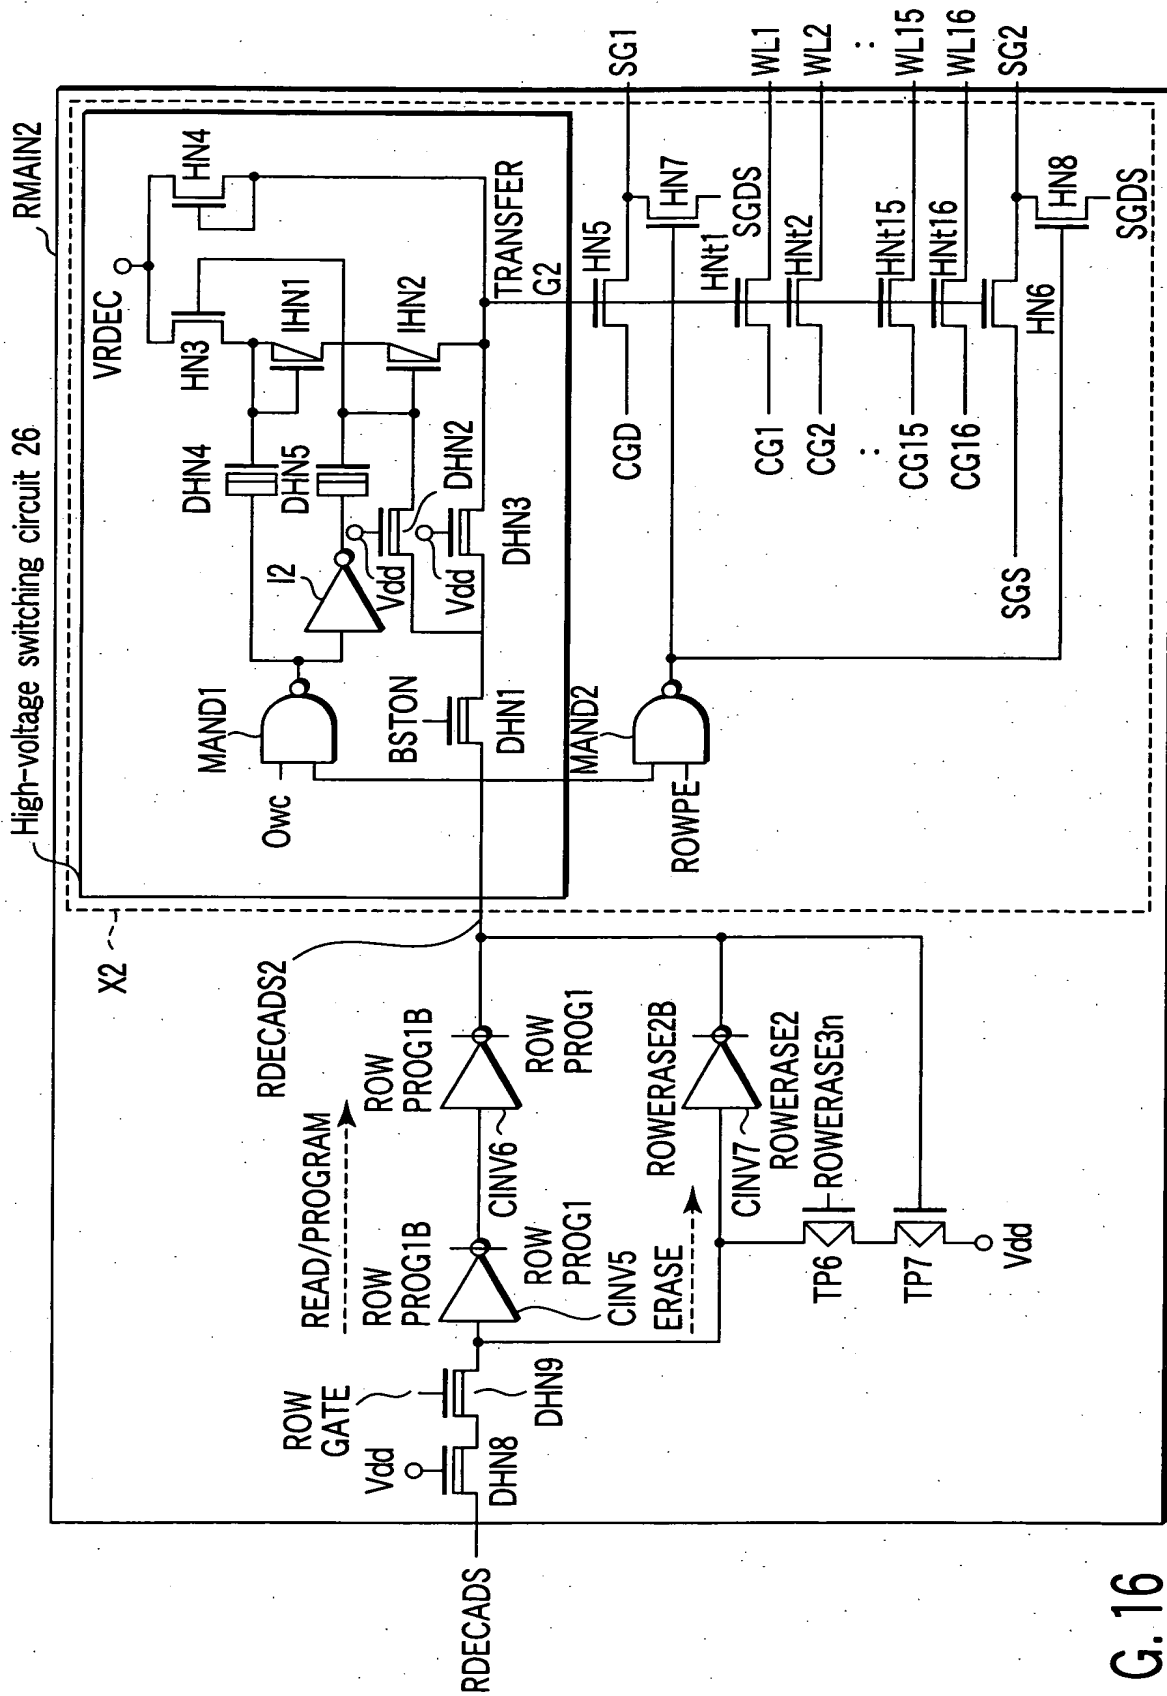 High-voltage switching circuit 26
RMAIN2
X2
VRDEC
HN4
HN3
IHN1
IHN2
DHN4
DHN5
I2
MAND1
Owc
Vdd
DHN2
Vdd
DHN3
BSTON
DHN1
TRANSFER
G2
MAND2
ROWPE
HN5
CGD
HN7
SGDS
SG1
HNt1
CG1
WL1
HNt2
CG2
WL2
:
:
HNt15
CG15
WL15
HNt16
CG16
WL16
HN6
SGS
SG2
HN8
SGDS
RDECADS2
READ/PROGRAM
ROW
PROG1B
CINV6
ROW
PROG1
ROW
PROG1B
CINV5
ROW
PROG1
ERASE
ROWERASE2B
CINV7
ROWERASE2
ROWERASE3n
TP6
TP7
Vdd
ROW
GATE
DHN9
Vdd
DHN8
RDECADS
G. 16